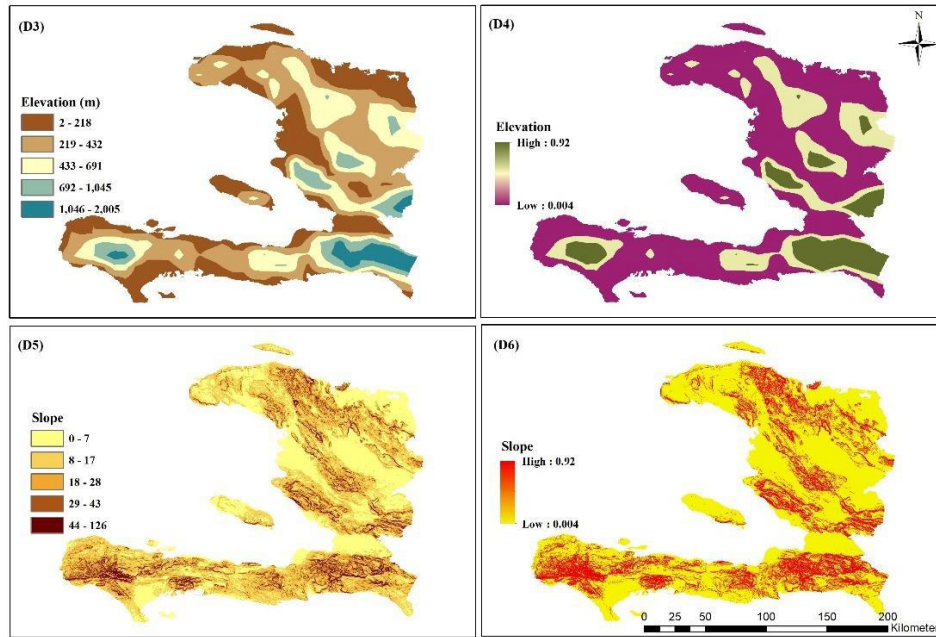 (D3)
Elevation (m)
2 - 218
219 - 432
433 - 691
692 - 1,045
1,046 - 2,005
(D4)
N
Elevation
High : 0.92
Low : 0.004
(D5)
Slope
0 - 7
8 - 17
18 - 28
29 - 43
44 - 126
(D6)
Slope
High : 0.92
Low : 0.004
0 25 50 100 150 200
Kilometer